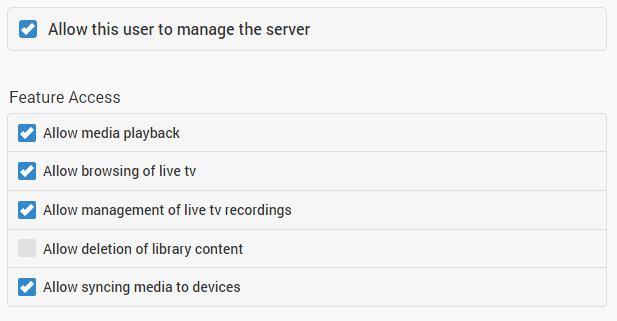 Allow this user to manage the server
Feature Access
Allow media playback
Allow browsing of live tv
Allow management of live tv recordings
Allow deletion of library content
Allow syncing media to devices